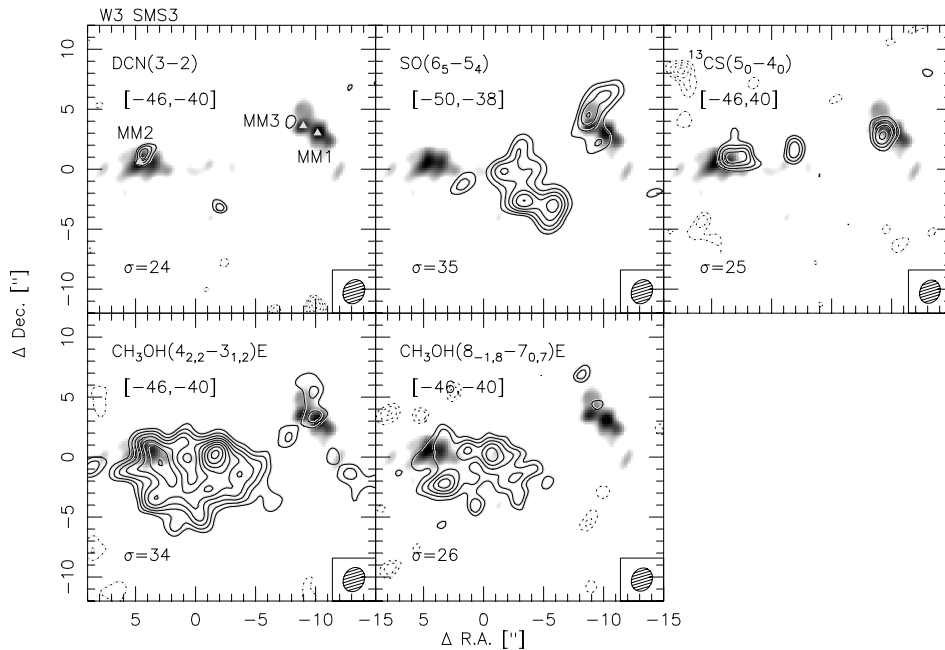 W3 SMS3
DCN(3−2)
[−46,−40]
MM3
MM2
MM1
σ=24
SO(6₅−5₄)
[−50,−38]
σ=35
¹³CS(5₀−4₀)
[−46,40]
σ=25
10
5
0
−5
−10
Δ Dec. ["]
CH₃OH(4₂,₂−3₁,₂)E
[−46,−40]
σ=34
CH₃OH(8₋₁,₈−7₀,₇)E
[−46,−40]
σ=26
10
5
0
−5
−10
5 0 −5 −10 −15 5 0 −5 −10 −15
Δ R.A. ["]